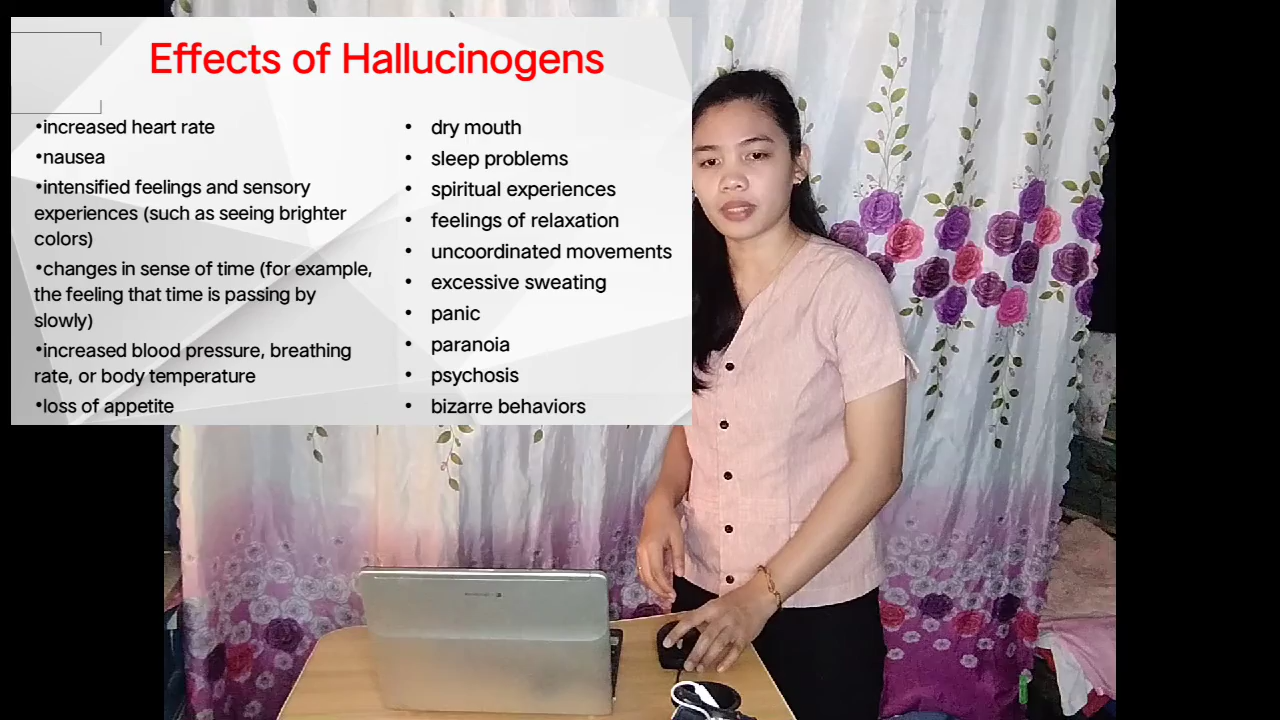 Effects of Hallucinogens
•increased heart rate
•nausea
•intensified feelings and sensory
experiences (such as seeing brighter
colors)
•changes in sense of time (for example,
the feeling that time is passing by
slowly)
•increased blood pressure, breathing
rate, or body temperature
•loss of appetite
• dry mouth
• sleep problems
• spiritual experiences
• feelings of relaxation
• uncoordinated movements
• excessive sweating
• panic
• paranoia
• psychosis
• bizarre behaviors